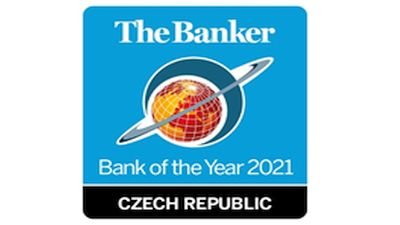 The Banker
Bank of the Year 2021
CZECH REPUBLIC